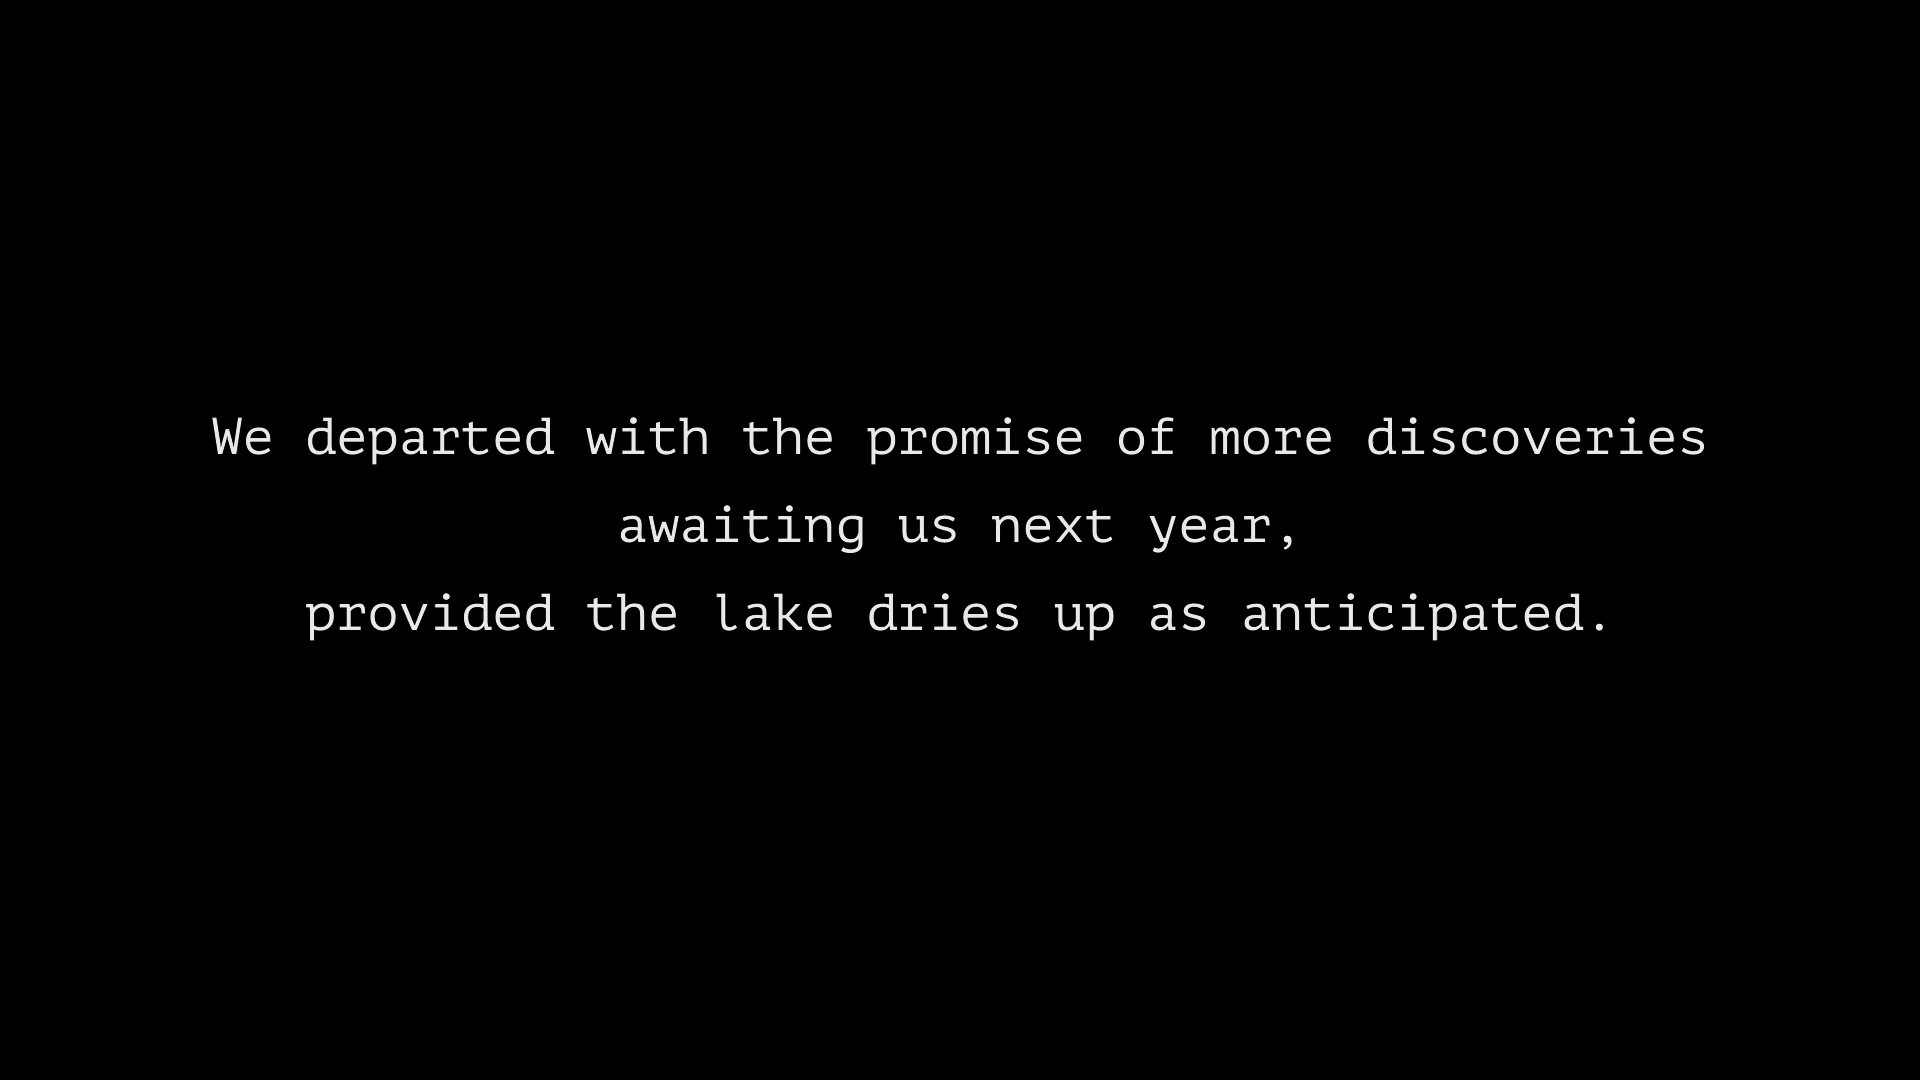 We departed with the promise of more discoveries
awaiting us next year,
provided the lake dries up as anticipated.